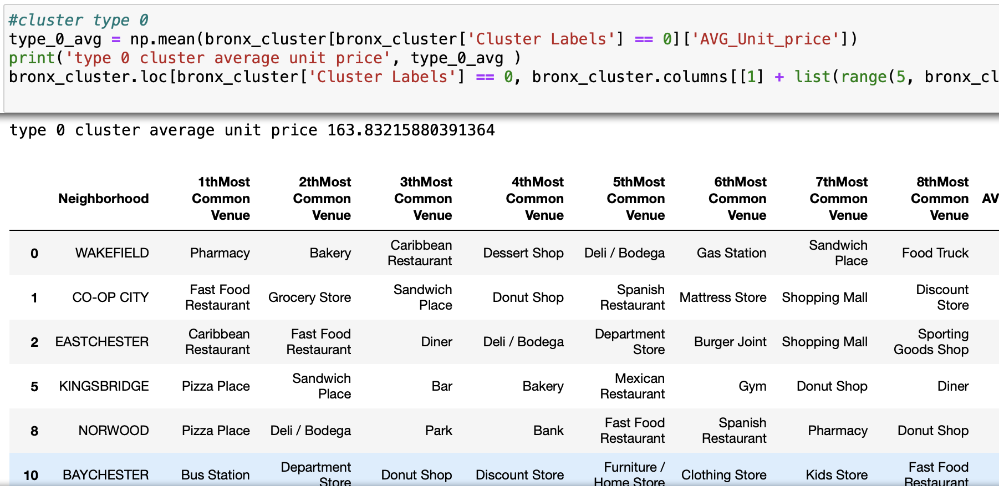 #cluster type 0
type_0_avg = np.mean(bronx_cluster[bronx_cluster['Cluster Labels'] == 0]['AVG_Unit_price'])
print('type 0 cluster average unit price', type_0_avg )
bronx_cluster.loc[bronx_cluster['Cluster Labels'] == 0, bronx_cluster.columns[[1] + list(range(5, bronx_cl
type 0 cluster average unit price 163.83215880391364
Neighborhood 1thMost Common Venue 2thMost Common Venue 3thMost Common Venue 4thMost Common Venue 5thMost Common Venue 6thMost Common Venue 7thMost Common Venue 8thMost Common Venue AV
0 WAKEFIELD Pharmacy Bakery Caribbean Restaurant Dessert Shop Deli / Bodega Gas Station Sandwich Place Food Truck
1 CO-OP CITY Fast Food Restaurant Grocery Store Sandwich Place Donut Shop Spanish Restaurant Mattress Store Shopping Mall Discount Store
2 EASTCHESTER Caribbean Restaurant Fast Food Restaurant Diner Deli / Bodega Department Store Burger Joint Shopping Mall Sporting Goods Shop
5 KINGSBRIDGE Pizza Place Sandwich Place Bar Bakery Mexican Restaurant Gym Donut Shop Diner
8 NORWOOD Pizza Place Deli / Bodega Park Bank Fast Food Restaurant Spanish Restaurant Pharmacy Donut Shop
10 BAYCHESTER Bus Station Department Store Donut Shop Discount Store Furniture / Home Store Clothing Store Kids Store Fast Food Restaurant